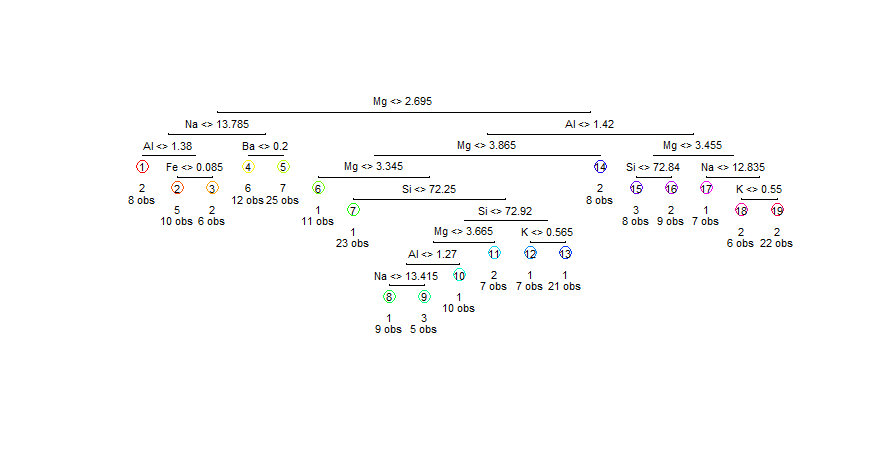 Mg <> 2.695
Na <> 13.785 Al <> 1.42
Al <> 1.38 Ba <> 0.2 Mg <> 3.865 Mg <> 3.455
1 Fe <> 0.085 4 5 Mg <> 3.345 14 Si <> 72.84 Na <> 12.835
2 2 3 6 7 6 Si <> 72.25 2 15 16 17 K <> 0.55
8 obs 12 obs 25 obs 8 obs
5 2 1 7 Si <> 72.92 3 2 1 18 19
10 obs 6 obs 11 obs 8 obs 9 obs 7 obs
1 Mg <> 3.665 K <> 0.565 2 2
23 obs 6 obs 22 obs
Al <> 1.27 11 12 13
Na <> 13.415 10 2 1 1
7 obs 7 obs 21 obs
8 9 1
10 obs
1 3
9 obs 5 obs